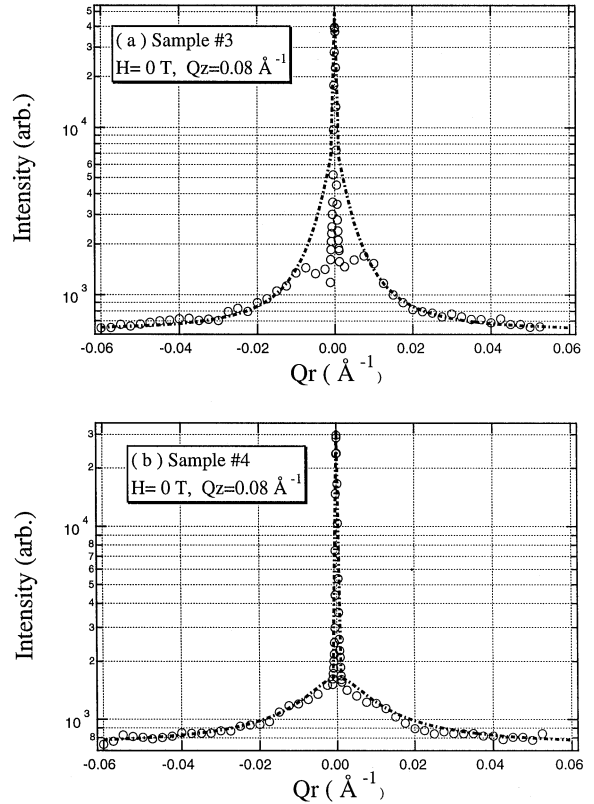 ( a ) Sample #3
H= 0 T, Qz=0.08 Å⁻¹
Intensity (arb.)
5
4
3
2
10⁴
8
6
5
4
3
2
10³
8
-0.06 -0.04 -0.02 0.00 0.02 0.04 0.06
Qr ( Å⁻¹ )
( b ) Sample #4
H= 0 T, Qz=0.08 Å⁻¹
Intensity (arb.)
3
2
10⁴
8
7
6
5
4
3
2
10³
8
-0.06 -0.04 -0.02 0.00 0.02 0.04 0.06
Qr ( Å⁻¹ )